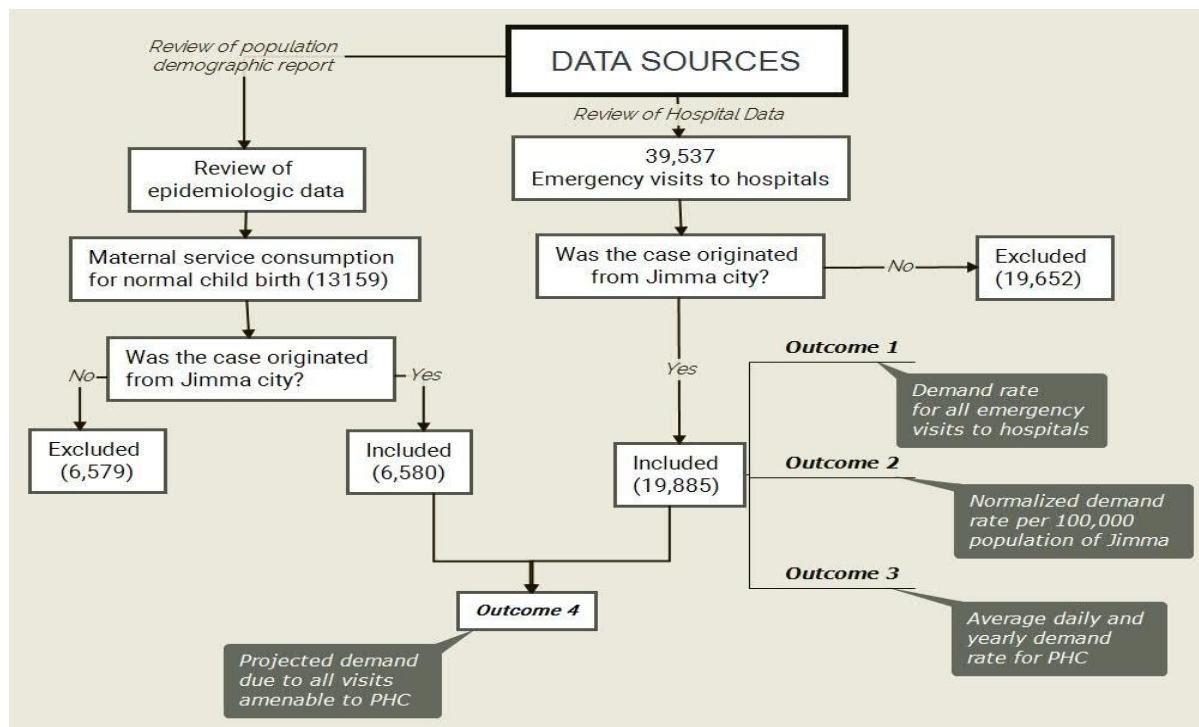 DATA SOURCES
Review of population
demographic report
Review of Hospital Data
Review of
epidemiologic data
39,537
Emergency visits to hospitals
Maternal service consumption
for normal child birth (13159)
Was the case originated
from Jimma city?
No
Excluded
(19,652)
Was the case originated
from Jimma city?
No
Yes
Yes
Excluded
(6,579)
Included
(6,580)
Included
(19,885)
Outcome 1
Demand rate
for all emergency
visits to hospitals
Outcome 2
Normalized demand
rate per 100,000
population of Jimma
Outcome 3
Average daily and
yearly demand
rate for PHC
Outcome 4
Projected demand
due to all visits
amenable to PHC